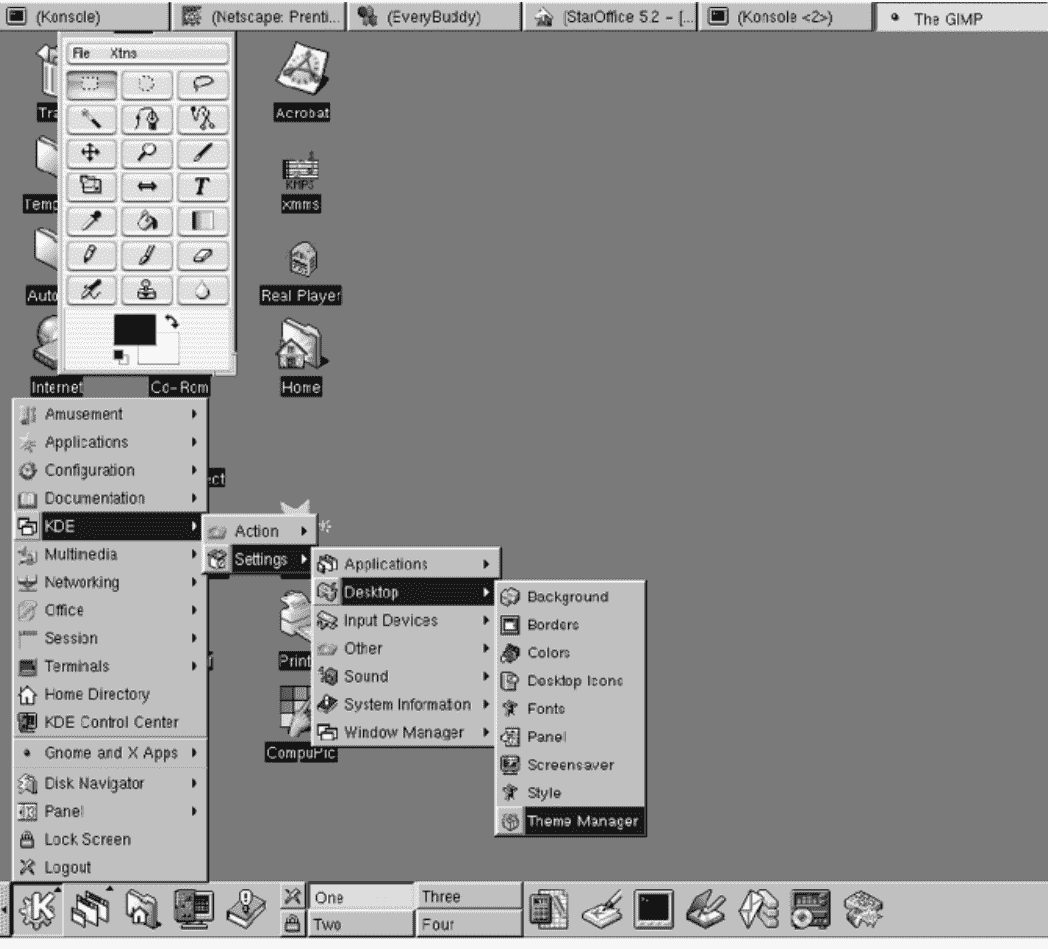 (Konsole)
(Netscape: Prenti...
(EveryBuddy)
(StarOffice 5.2 - [...
(Konsole <2>)
The GIMP
File Xtns
Acrobat
KMPS
xmms
Real Player
Internet
Co-Rom
Home
Amusement
Applications
Configuration
Documentation
KDE
Multimedia
Networking
Office
Session
Terminals
Home Directory
KDE Control Center
Gnome and X Apps
Disk Navigator
Panel
Lock Screen
Logout
Action
Settings
Applications
Desktop
Input Devices
Other
Sound
System Information
Window Manager
Background
Borders
Colors
Desktop Icons
Fonts
Panel
Screensaver
Style
Theme Manager
Print
CompuPic
One
Two
Three
Four